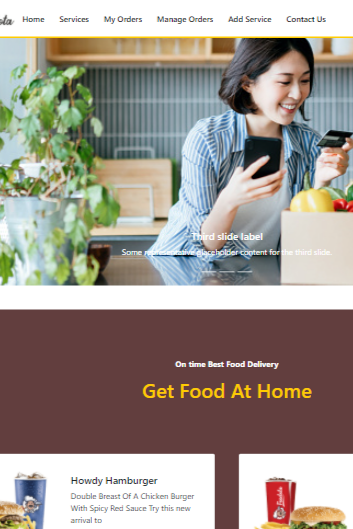 Home Services My Orders Manage Orders Add Service Contact Us
Third slide label
Some representative placeholder content for the third slide.
On time Best Food Delivery
Get Food At Home
Howdy Hamburger
Double Breast Of A Chicken Burger
With Spicy Red Sauce Try this new
arrival to